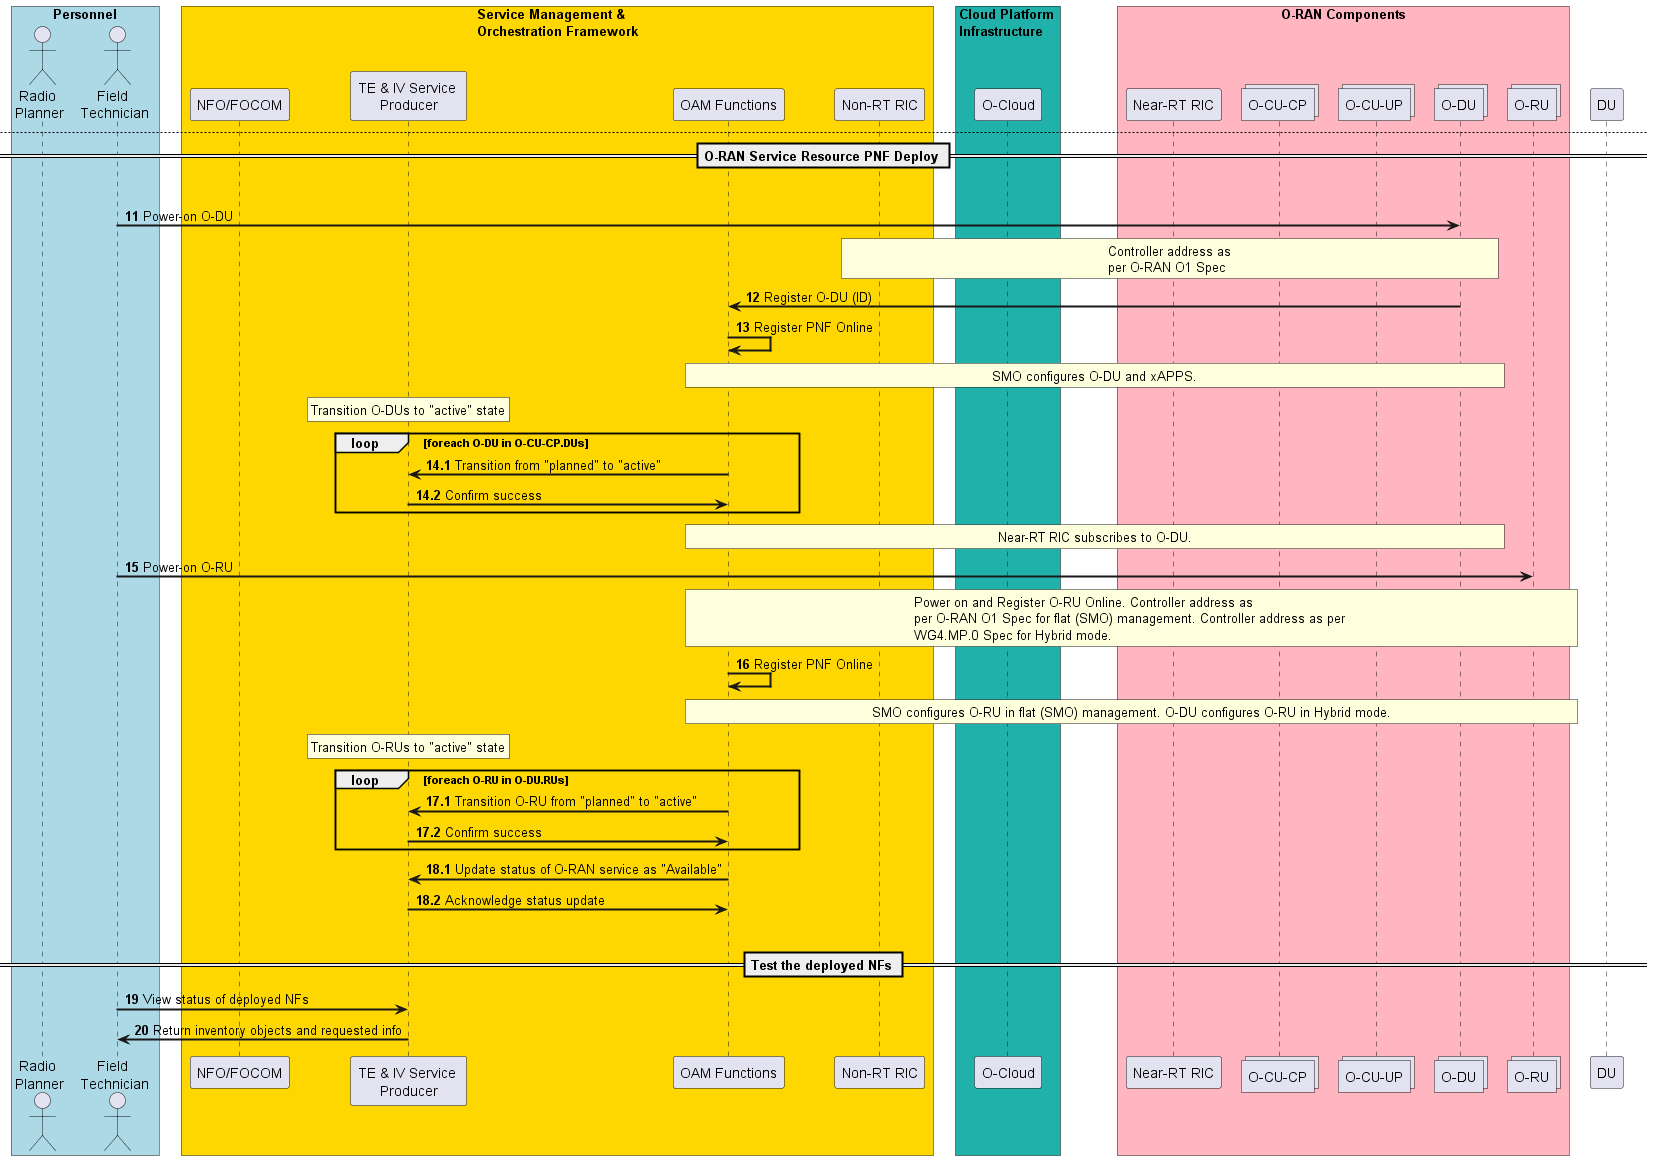 Personnel
Service Management &
Orchestration Framework
Cloud Platform
Infrastructure
O-RAN Components
Radio
Planner
Field
Technician
NFO/FOCOM
TE & IV Service
Producer
OAM Functions
Non-RT RIC
O-Cloud
Near-RT RIC
O-CU-CP
O-CU-UP
O-DU
O-RU
DU
O-RAN Service Resource PNF Deploy
11 Power-on O-DU
Controller address as
per O-RAN O1 Spec
12 Register O-DU (ID)
13 Register PNF Online
SMO configures O-DU and xAPPS.
Transition O-DUs to "active" state
loop [foreach O-DU in O-CU-CP.DUs]
14.1 Transition from "planned" to "active"
14.2 Confirm success
Near-RT RIC subscribes to O-DU.
15 Power-on O-RU
Power on and Register O-RU Online. Controller address as
per O-RAN O1 Spec for flat (SMO) management. Controller address as per
WG4.MP.0 Spec for Hybrid mode.
16 Register PNF Online
SMO configures O-RU in flat (SMO) management. O-DU configures O-RU in Hybrid mode.
Transition O-RUs to "active" state
loop [foreach O-RU in O-DU.RUs]
17.1 Transition O-RU from "planned" to "active"
17.2 Confirm success
18.1 Update status of O-RAN service as "Available"
18.2 Acknowledge status update
Test the deployed NFs
19 View status of deployed NFs
20 Return inventory objects and requested info
Radio
Planner
Field
Technician
NFO/FOCOM
TE & IV Service
Producer
OAM Functions
Non-RT RIC
O-Cloud
Near-RT RIC
O-CU-CP
O-CU-UP
O-DU
O-RU
DU